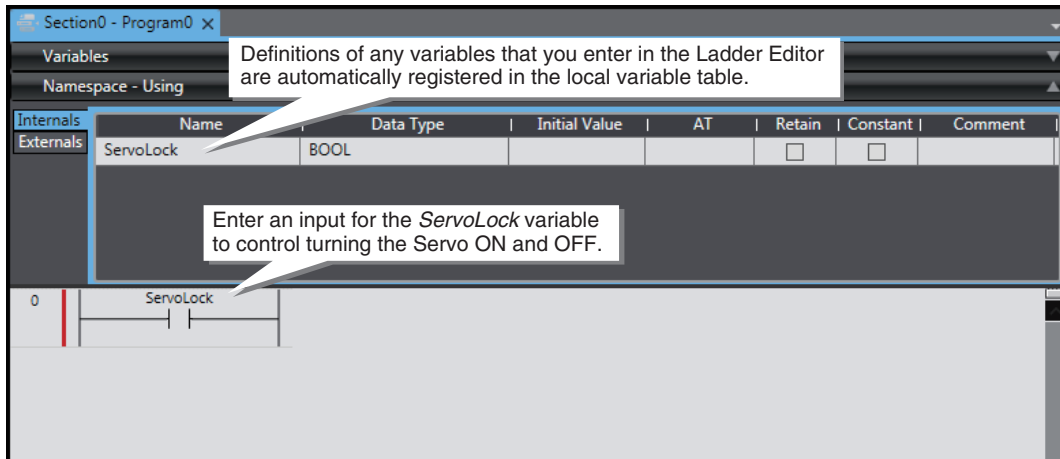 Section0 - Program0
Variables
Definitions of any variables that you enter in the Ladder Editor
are automatically registered in the local variable table.
Namespace - Using
Internals
Externals
Name Data Type Initial Value AT Retain Constant Comment
ServoLock BOOL
Enter an input for the ServoLock variable
to control turning the Servo ON and OFF.
0 ServoLock